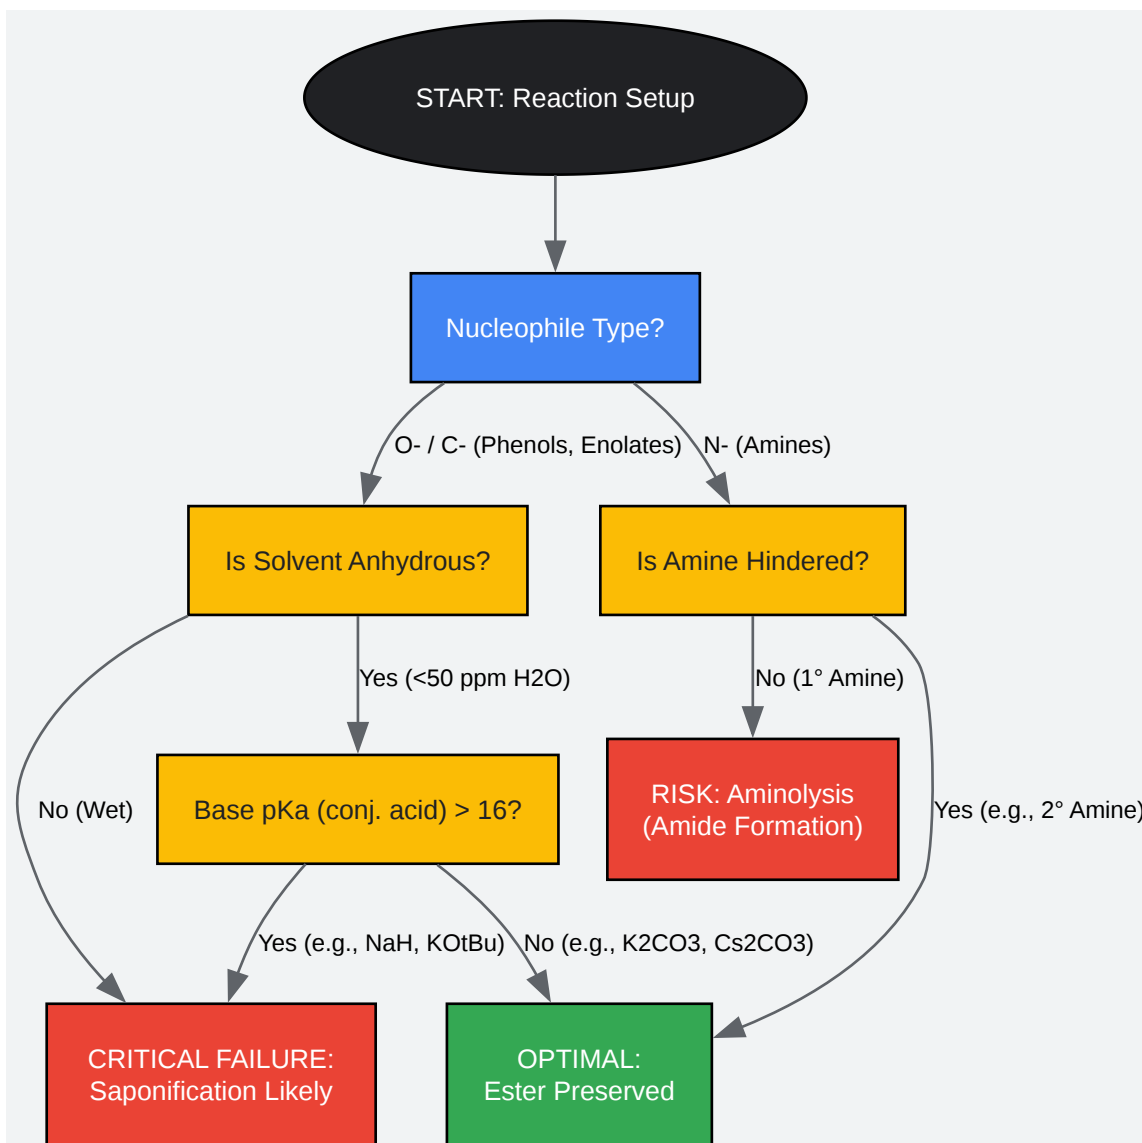 START: Reaction Setup
Nucleophile Type?
O- / C- (Phenols, Enolates)
N- (Amines)
Is Solvent Anhydrous?
Is Amine Hindered?
Yes (<50 ppm H2O)
No (1° Amine)
Base pKa (conj. acid) > 16?
RISK: Aminolysis
(Amide Formation)
No (Wet)
Yes (e.g., 2° Amine)
Yes (e.g., NaH, KOtBu)
No (e.g., K2CO3, Cs2CO3)
CRITICAL FAILURE:
Saponification Likely
OPTIMAL:
Ester Preserved